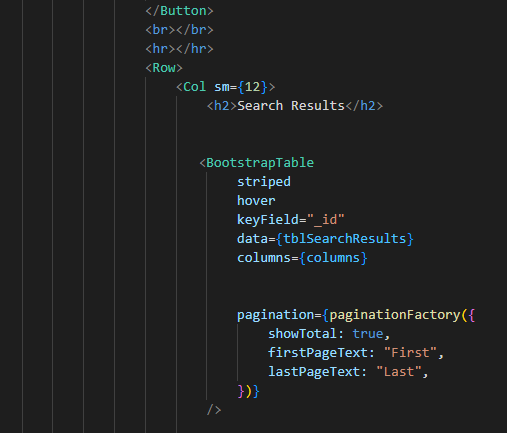 </Button>
<br></br>
<hr></hr>
<Row>
<Col sm={12}>
<h2>Search Results</h2>
<BootstrapTable
striped
hover
keyField="_id"
data={tblSearchResults}
columns={columns}
pagination={paginationFactory({
showTotal: true,
firstPageText: "First",
lastPageText: "Last",
})}
/>